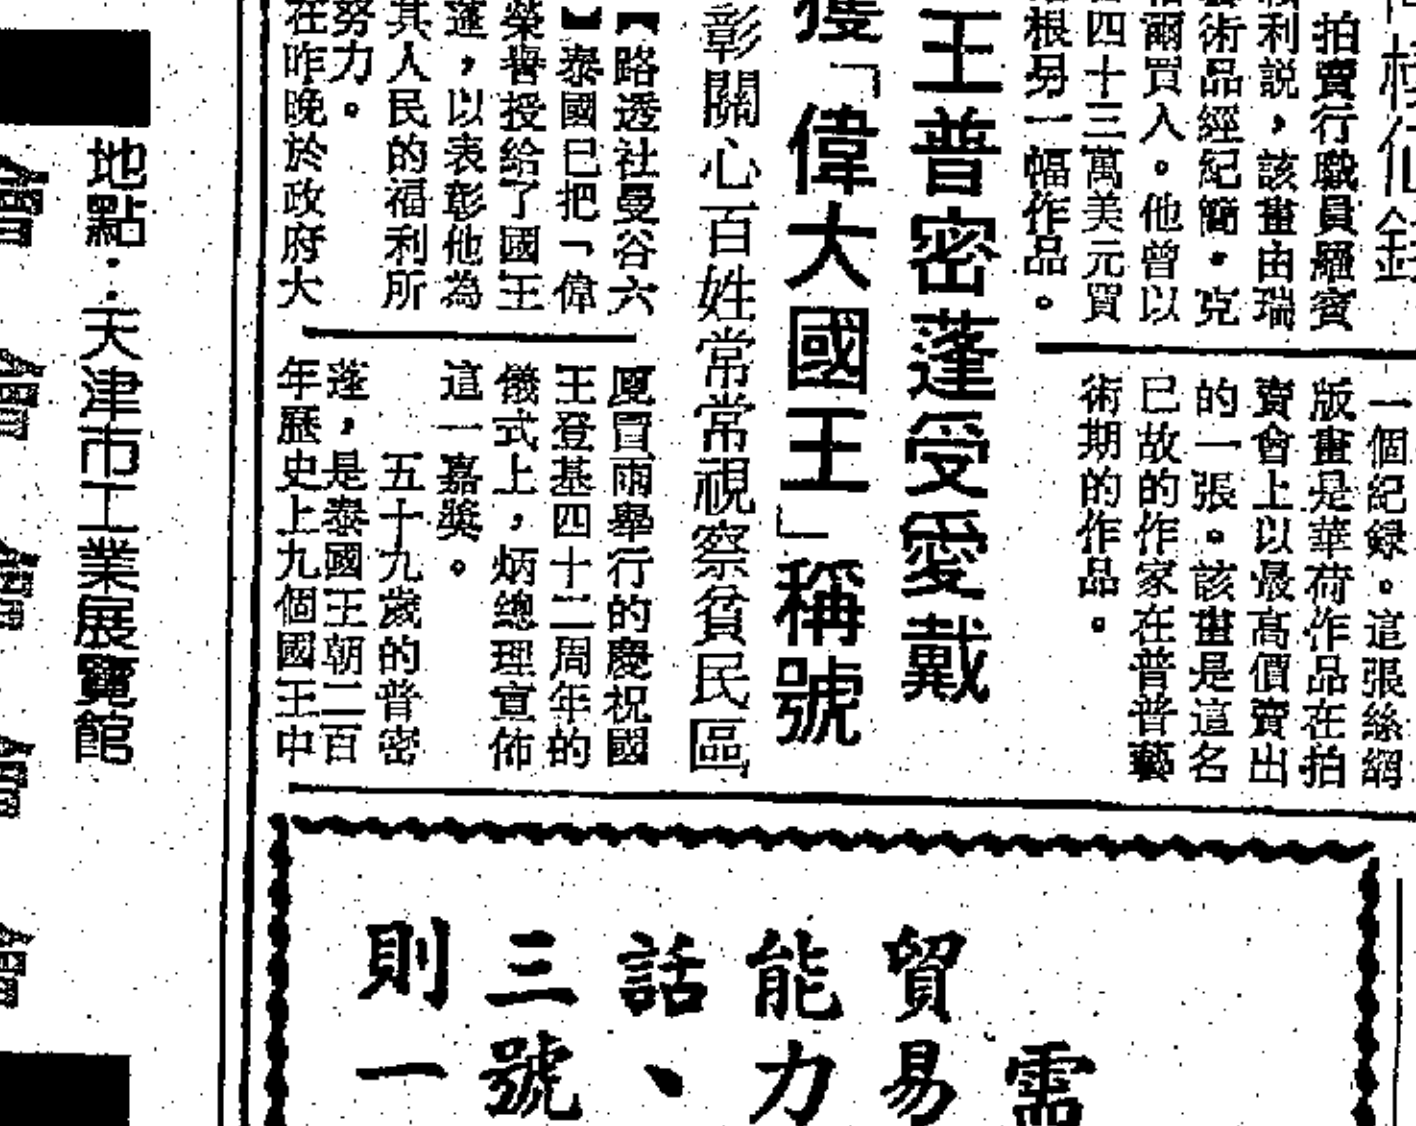 拍賣行職員羅賓
利説，該畫由瑞
術品經紀簡·克
爾買入。他曾以
四十三萬美元買
根另一幅作品。
一個紀録。這張絲網
版畫是華荷作品在拍
賣會上以最高價賣出
的一張。該畫是這名
已故的作家在普普藝
術期的作品。
王普密蓬受愛戴
獲「偉大國王」稱號
彰關心百姓常常視察貧民區
【路透社曼谷六
】泰國已把「偉
榮譽授給了國王
蓬，以表彰他為
其人民的福利所
努力。
在昨晚於政府大
廈冒雨舉行的慶祝國
王登基四十二周年的
儀式上，炳總理宣佈
這一嘉獎。
五十九歲的普密
蓬，是泰國王朝二百
年歷史上九個國王中
地點：天津市工業展覽館
需
貿易
能力
話、
三號
則一